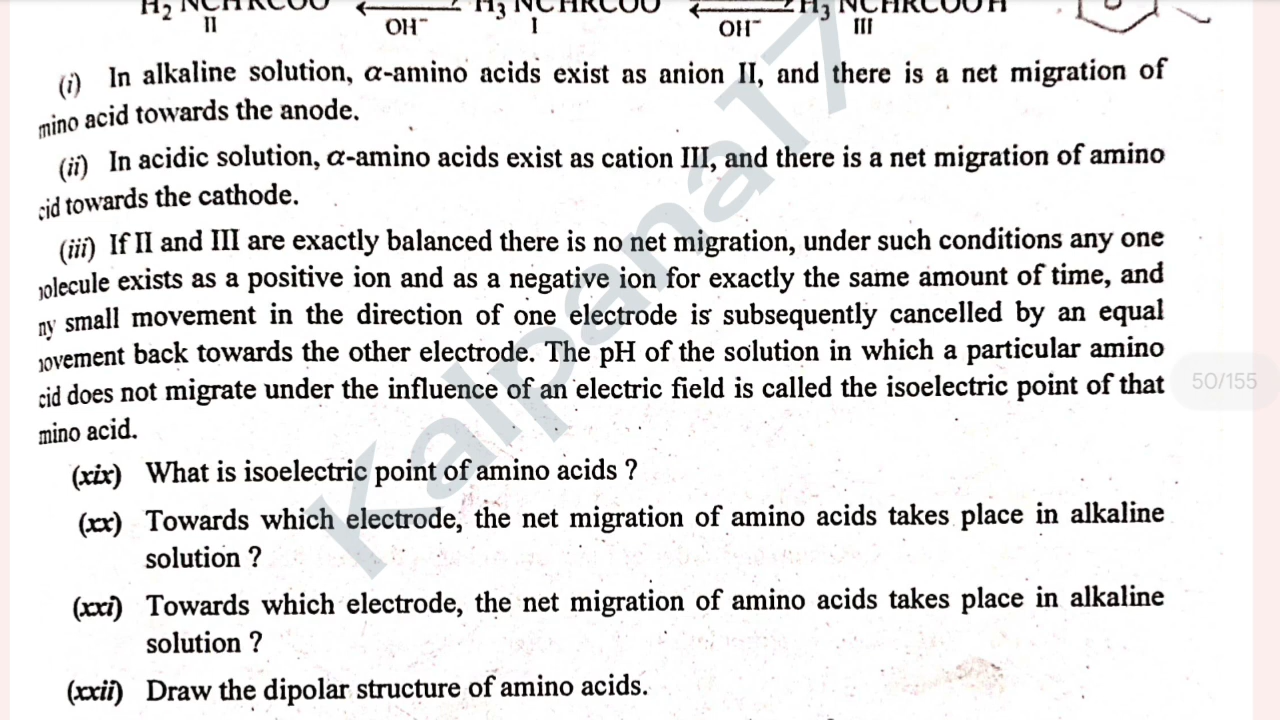 II OH⁻ I OH⁻ III
(i) In alkaline solution, α-amino acids exist as anion II, and there is a net migration of
mino acid towards the anode.
(ii) In acidic solution, α-amino acids exist as cation III, and there is a net migration of amino
cid towards the cathode.
(iii) If II and III are exactly balanced there is no net migration, under such conditions any one
olecule exists as a positive ion and as a negative ion for exactly the same amount of time, and
ny small movement in the direction of one electrode is subsequently cancelled by an equal
ovement back towards the other electrode. The pH of the solution in which a particular amino
cid does not migrate under the influence of an electric field is called the isoelectric point of that
50/155
mino acid.
(xix) What is isoelectric point of amino acids ?
(xx) Towards which electrode, the net migration of amino acids takes place in alkaline
solution ?
(xxi) Towards which electrode, the net migration of amino acids takes place in alkaline
solution ?
(xxii) Draw the dipolar structure of amino acids.
Kalpana17